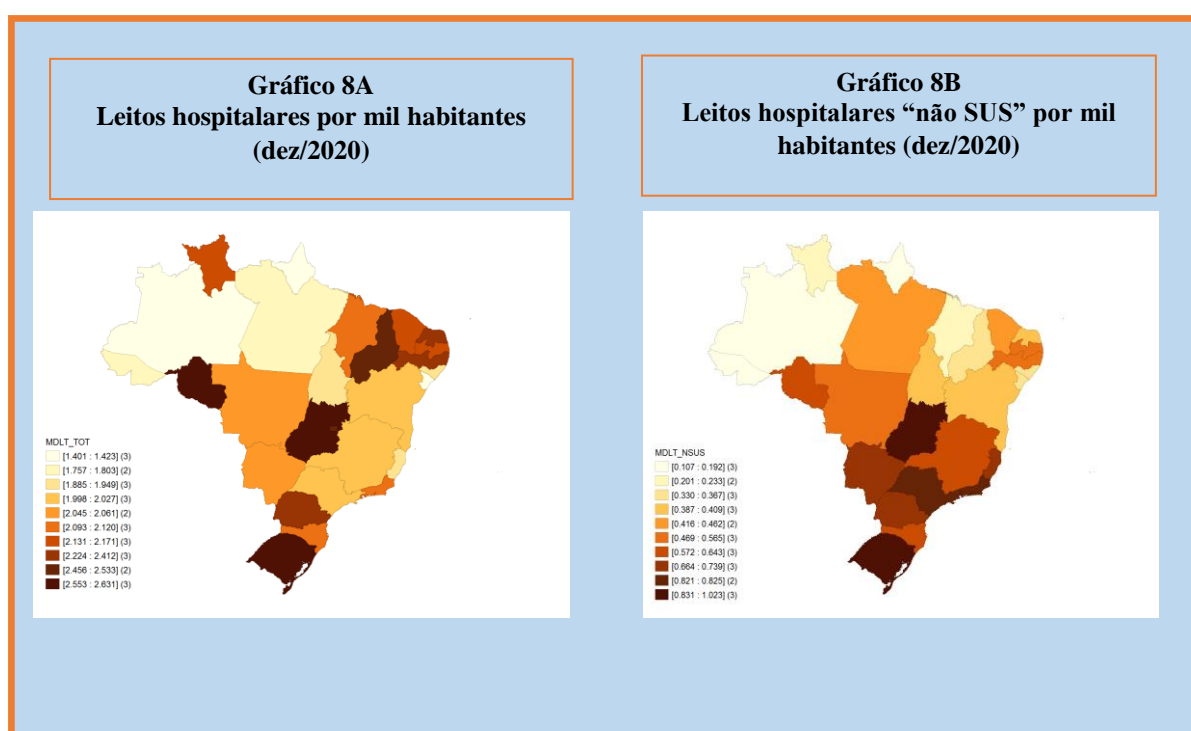 Gráfico 8A
Leitos hospitalares por mil habitantes
(dez/2020)
Gráfico 8B
Leitos hospitalares “não SUS” por mil
habitantes (dez/2020)
MDLT_TOT
[1.401 : 1.423] (3)
[1.757 : 1.803] (2)
[1.885 : 1.949] (3)
[1.998 : 2.027] (3)
[2.045 : 2.061] (2)
[2.093 : 2.120] (3)
[2.131 : 2.171] (3)
[2.224 : 2.412] (3)
[2.456 : 2.533] (2)
[2.553 : 2.631] (3)
MDLT_NSUS
[0.107 : 0.192] (3)
[0.201 : 0.233] (2)
[0.330 : 0.367] (3)
[0.387 : 0.409] (3)
[0.416 : 0.462] (2)
[0.469 : 0.565] (3)
[0.572 : 0.643] (3)
[0.664 : 0.739] (3)
[0.821 : 0.825] (2)
[0.831 : 1.023] (3)